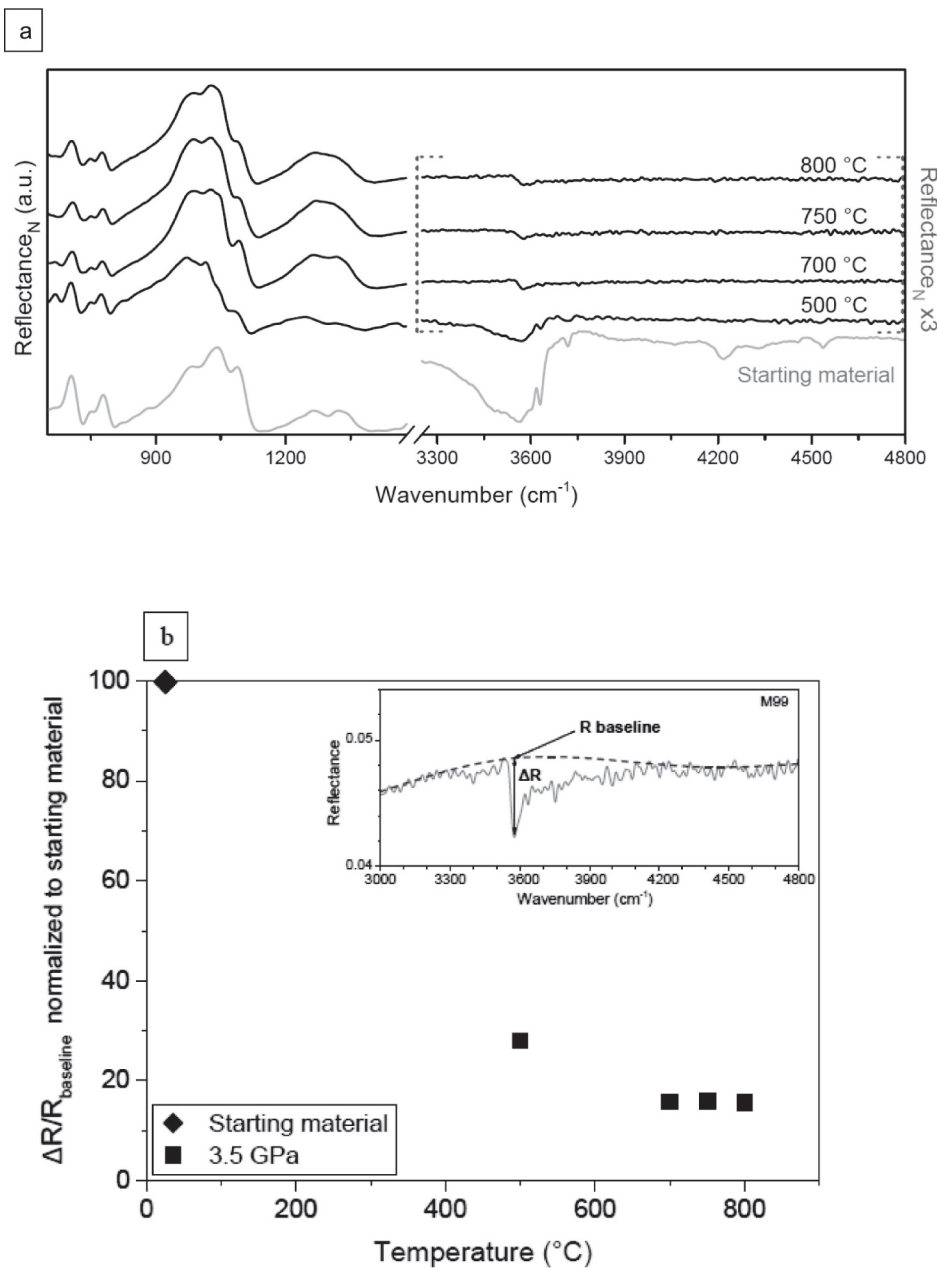 a
Reflectance_N (a.u.)
800 °C
750 °C
700 °C
500 °C
Starting material
Reflectance_N x3
900 1200 3300 3600 3900 4200 4500 4800
Wavenumber (cm⁻¹)
b
ΔR/R_baseline normalized to starting material
100
80
60
40
20
0
M99
R baseline
ΔR
Reflectance
0.05
0.04
3000 3300 3600 3900 4200 4500 4800
Wavenumber (cm⁻¹)
Starting material
3.5 GPa
0 200 400 600 800
Temperature (°C)